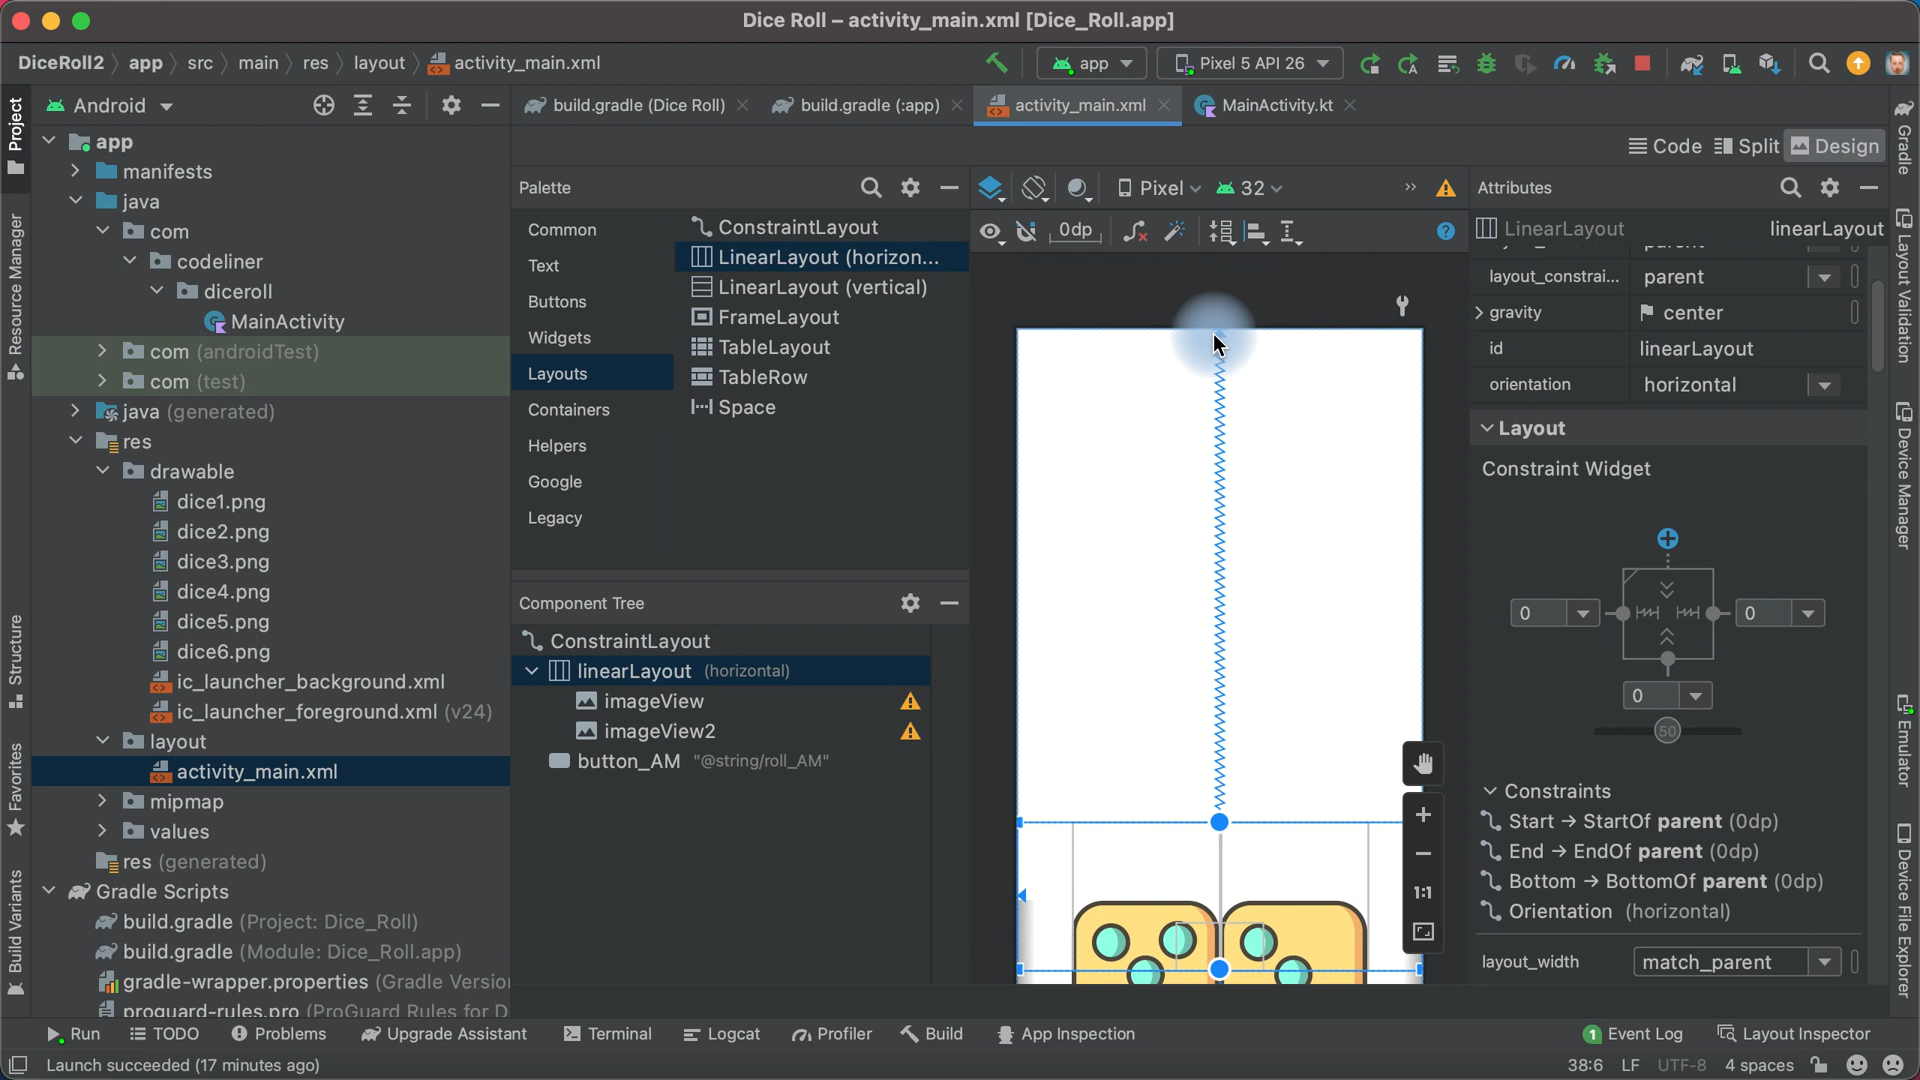 Dice Roll – activity_main.xml [Dice_Roll.app]
DiceRoll2 app src main res layout activity_main.xml
app Pixel 5 API 26
Android
build.gradle (Dice Roll) build.gradle (:app) activity_main.xml MainActivity.kt
Code Split Design
Project
Resource Manager
Structure
Favorites
Build Variants
app
manifests
java
com
codeliner
diceroll
MainActivity
com (androidTest)
com (test)
java (generated)
res
drawable
dice1.png
dice2.png
dice3.png
dice4.png
dice5.png
dice6.png
ic_launcher_background.xml
ic_launcher_foreground.xml (v24)
layout
activity_main.xml
mipmap
values
res (generated)
Gradle Scripts
build.gradle (Project: Dice_Roll)
build.gradle (Module: Dice_Roll.app)
gradle-wrapper.properties (Gradle Versio
proguard-rules.pro (ProGuard Rules for D
Palette
Common
Text
Buttons
Widgets
Layouts
Containers
Helpers
Google
Legacy
ConstraintLayout
LinearLayout (horizon...
LinearLayout (vertical)
FrameLayout
TableLayout
TableRow
Space
Component Tree
ConstraintLayout
linearLayout (horizontal)
imageView
imageView2
button_AM "@string/roll_AM"
Pixel 32 »
0dp
1:1
Attributes
LinearLayout linearLayout
parent
layout_constrai... parent
gravity center
id linearLayout
orientation horizontal
Layout
Constraint Widget
0 0
0
50
Constraints
Start → StartOf parent (0dp)
End → EndOf parent (0dp)
Bottom → BottomOf parent (0dp)
Orientation (horizontal)
layout_width match_parent
Gradle
Layout Validation
Device Manager
Emulator
Device File Explorer
Run TODO Problems Upgrade Assistant Terminal Logcat Profiler Build App Inspection 1 Event Log Layout Inspector
Launch succeeded (17 minutes ago) 38:6 LF UTF-8 4 spaces